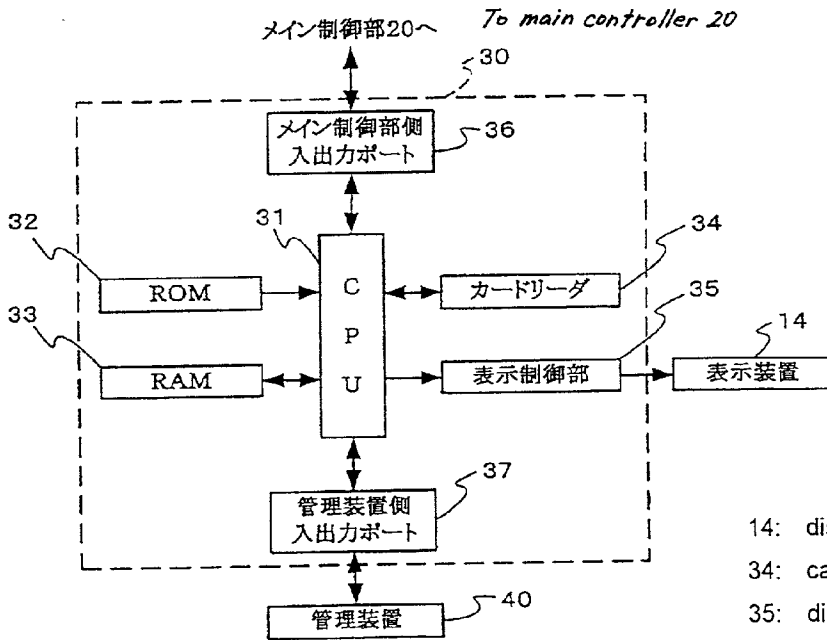 To main controller 20
メイン制御部20へ
30
メイン制御部側
入出力ポート
36
31
32
34
ROM
CPU
カードリーダ
33
35
14
RAM
表示制御部
表示装置
37
管理装置側
入出力ポート
14:
34:
35:
管理装置
40